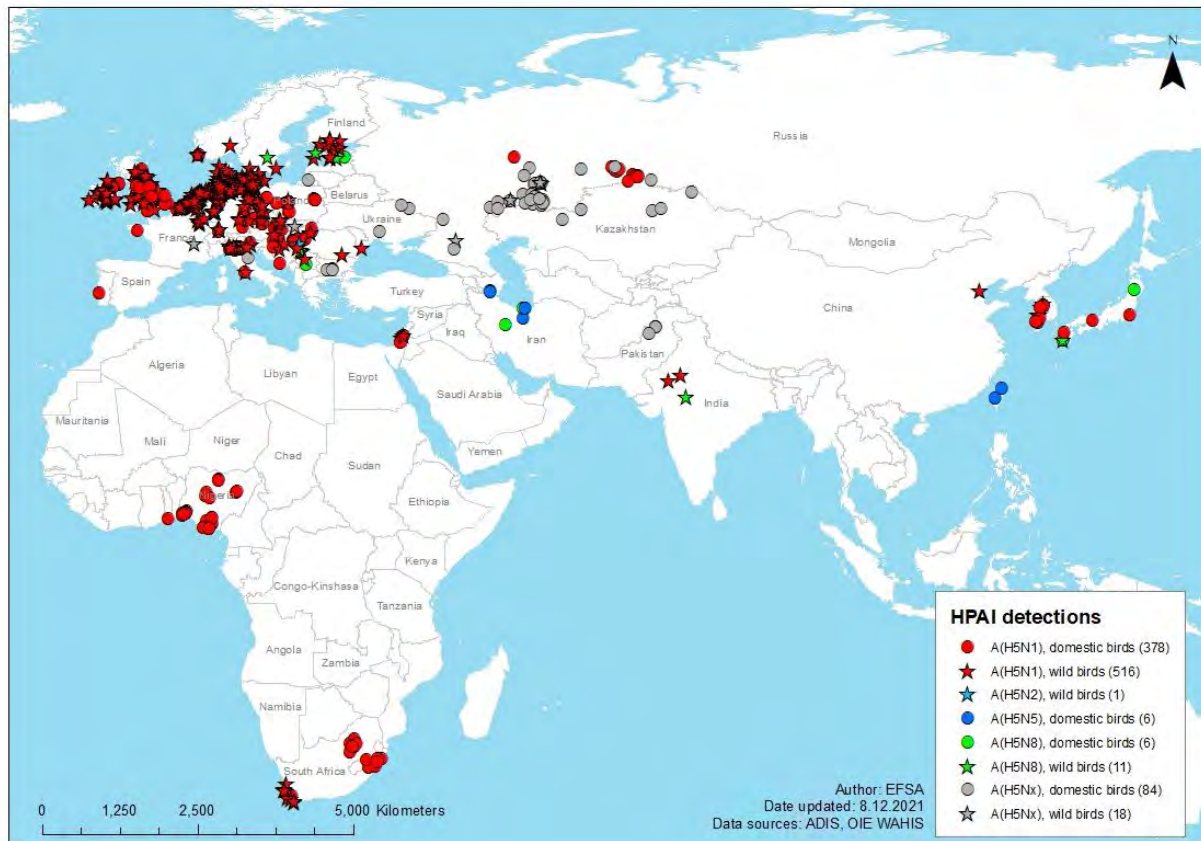 N
Finland
Russia
Poland
Belarus
Ukraine
France
Kazakhstan
Mongolia
Spain
Turkey
China
Syria
Iraq
Iran
Pakistan
Algeria
Libyan
Egypt
Saudi Arabia
India
Mauritania
Mali
Niger
Chad
Sudan
Yemen
Nigeria
Ethiopia
Kenya
Congo-Kinshasa
Tanzania
Angola
Zambia
Namibia
South Africa
0 1,250 2,500 5,000 Kilometers
Author: EFSA
Date updated: 8.12.2021
Data sources: ADIS, OIE WAHIS
HPAI detections
A(H5N1), domestic birds (378)
A(H5N1), wild birds (516)
A(H5N2), wild birds (1)
A(H5N5), domestic birds (6)
A(H5N8), domestic birds (6)
A(H5N8), wild birds (11)
A(H5Nx), domestic birds (84)
A(H5Nx), wild birds (18)